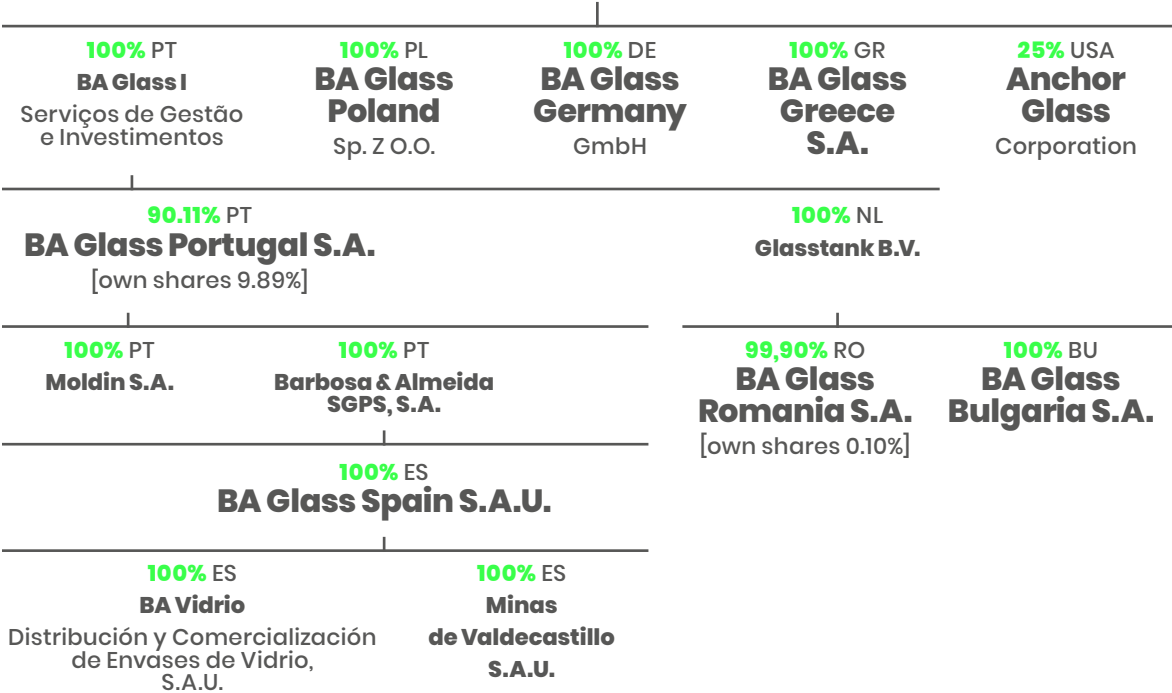 100% PT
BA Glass I
Serviços de Gestão
e Investimentos
100% PL
BA Glass
Poland
Sp. Z O.O.
100% DE
BA Glass
Germany
GmbH
100% GR
BA Glass
Greece
S.A.
25% USA
Anchor
Glass
Corporation
90.11% PT
BA Glass Portugal S.A.
[own shares 9.89%]
100% NL
Glasstank B.V.
100% PT
Moldin S.A.
100% PT
Barbosa & Almeida
SGPS, S.A.
99,90% RO
BA Glass
Romania S.A.
[own shares 0.10%]
100% BU
BA Glass
Bulgaria S.A.
100% ES
BA Glass Spain S.A.U.
100% ES
BA Vidrio
Distribución y Comercialización
de Envases de Vidrio,
S.A.U.
100% ES
Minas
de Valdecastillo
S.A.U.